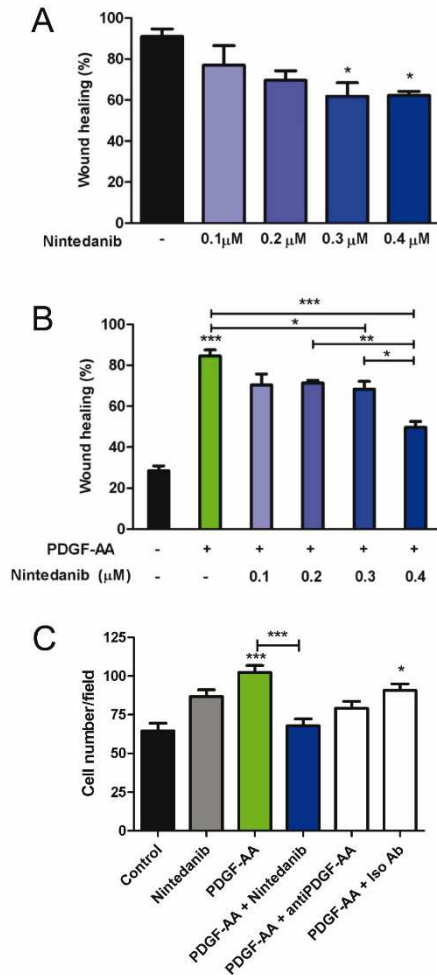 A
Wound healing (%)
100
80
60
40
20
0
* *
Nintedanib - 0.1µM 0.2 µM 0.3 µM 0.4 µM
B
Wound healing (%)
100
80
60
40
20
0
***
*
**
*
***
PDGF-AA - + + + + +
Nintedanib (µM) - - 0.1 0.2 0.3 0.4
C
Cell number/field
125
100
75
50
25
0
***
***
*
Control
Nintedanib
PDGF-AA
PDGF-AA + Nintedanib
PDGF-AA + antiPDGF-AA
PDGF-AA + Iso Ab